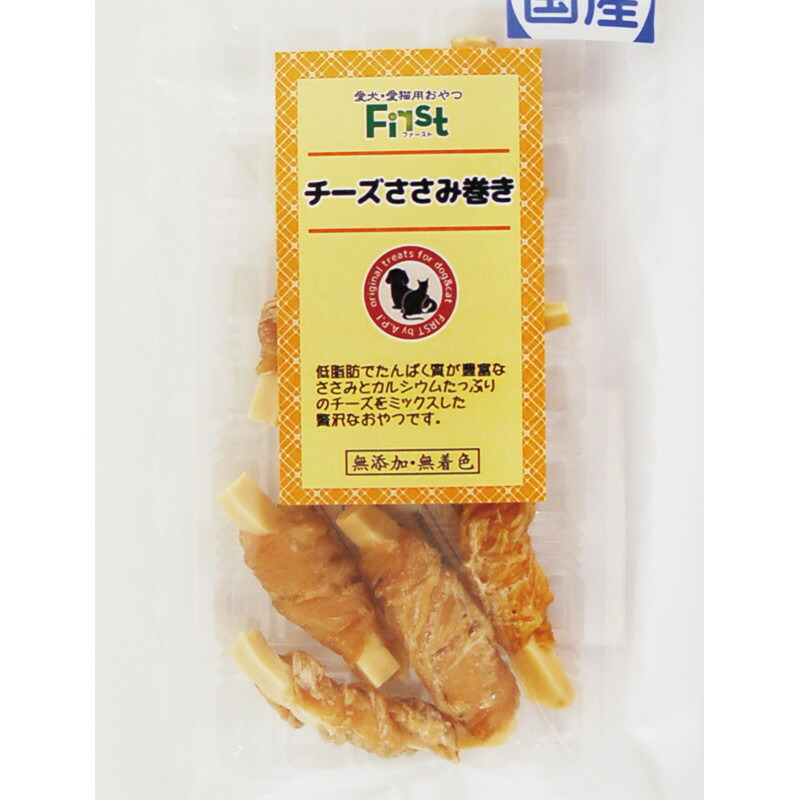 国産
愛犬・愛猫用おやつ
First
ファースト
チーズささみ巻き
original treats for dog&cat
FiRST by A.P.I
低脂肪でたんぱく質が豊富な
ささみとカルシウムたっぷり
のチーズをミックスした
贅沢なおやつです。
無添加・無着色